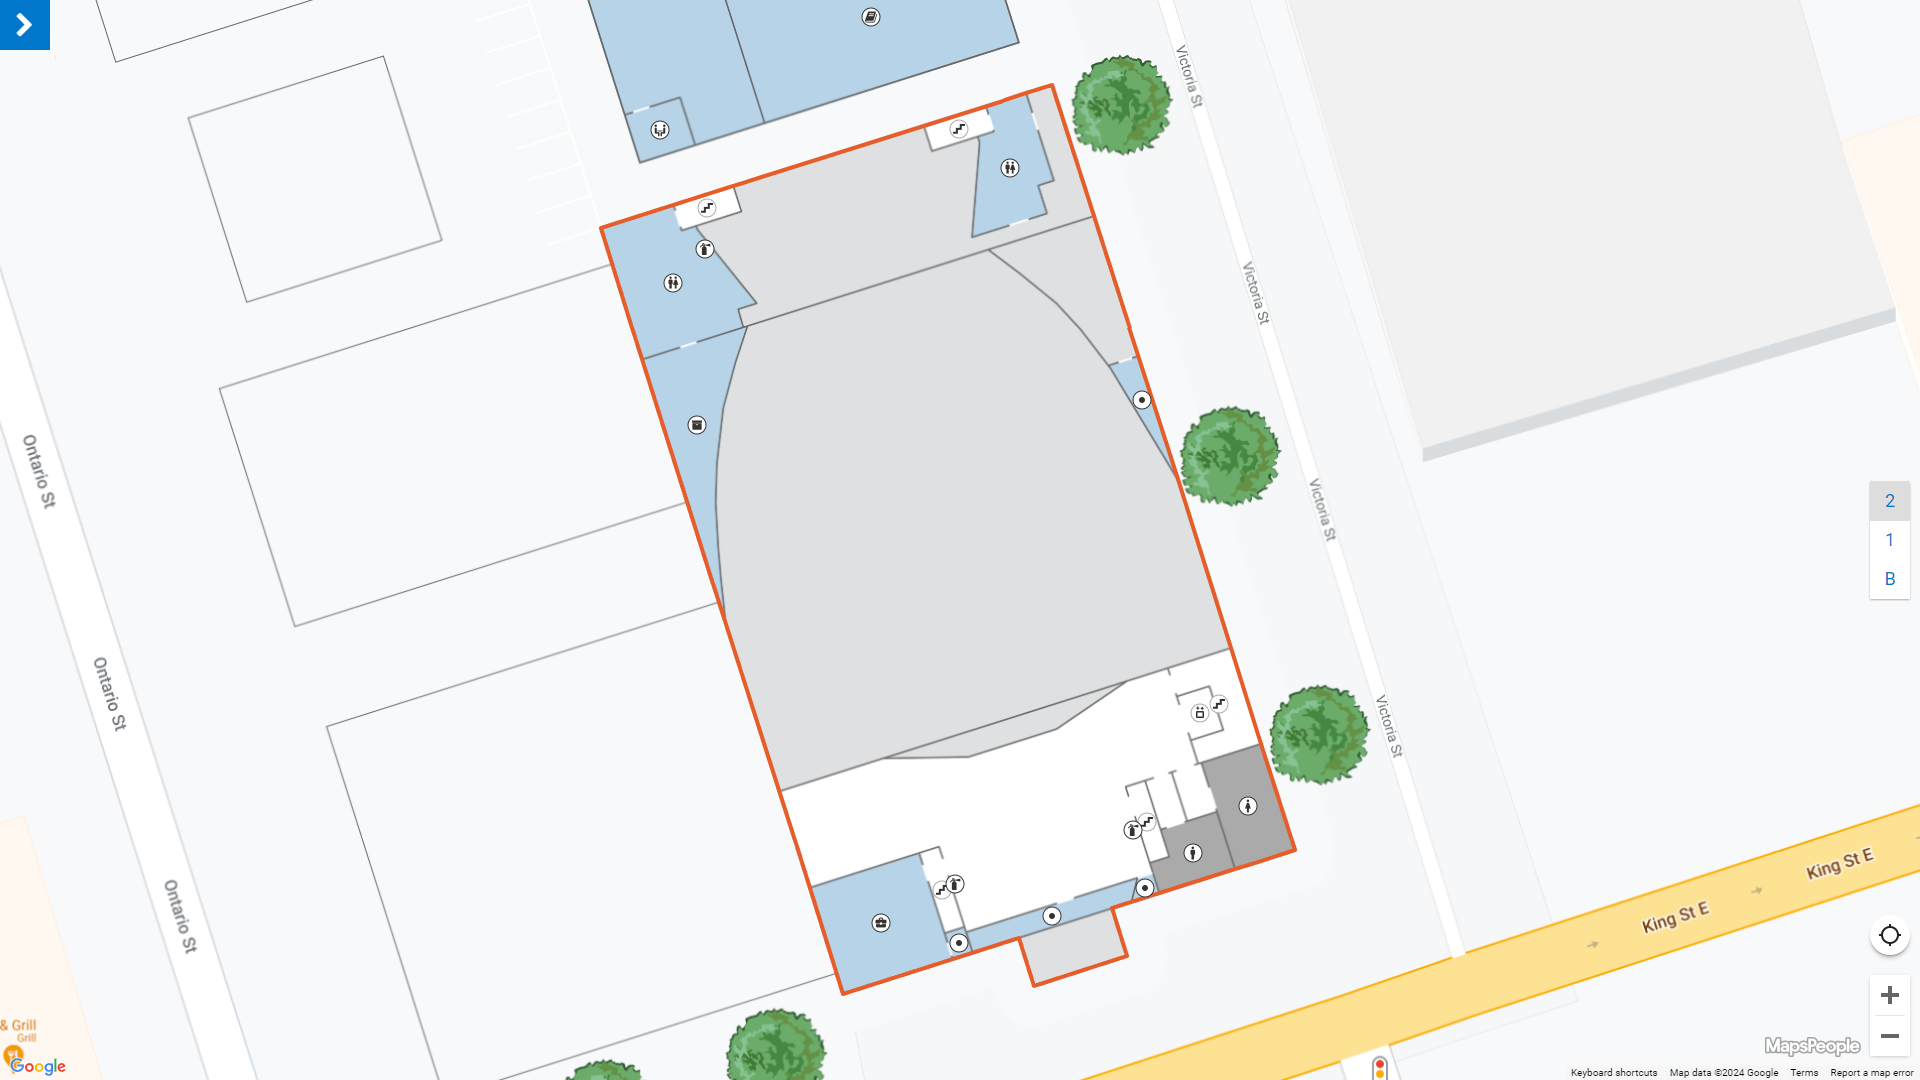 Victoria St
Victoria St
Ontario St
Victoria St
2
1
B
Ontario St
Victoria St
King St E
King St E
Ontario St
& Grill
Grill
Google
MapsPeople
Keyboard shortcuts
Map data ©2024 Google
Terms
Report a map error